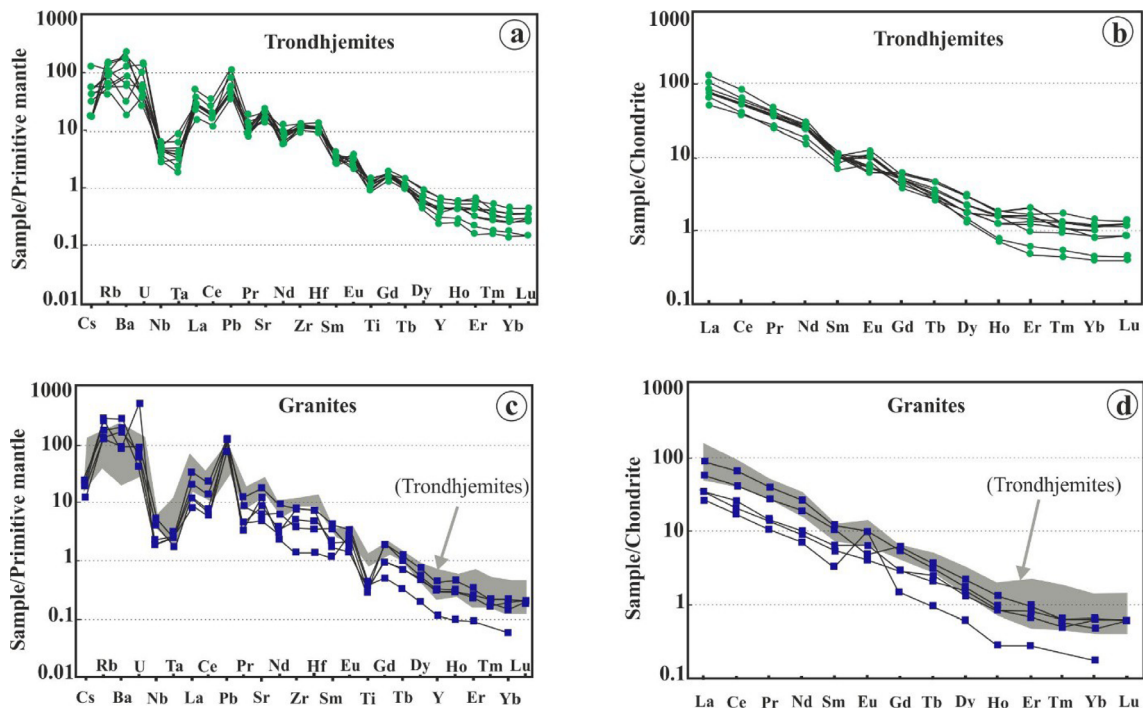 1000
100
10
1
0.1
0.01
Sample/Primitive mantle
Trondhjemites
a
Rb U Ta Ce Pr Nd Hf Eu Gd Dy Ho Tm Lu
Cs Ba Nb La Pb Sr Zr Sm Ti Tb Y Er Yb
1000
100
10
1
0.1
Sample/Chondrite
Trondhjemites
b
La Ce Pr Nd Sm Eu Gd Tb Dy Ho Er Tm Yb Lu
1000
100
10
1
0.1
0.01
Sample/Primitive mantle
Granites
c
(Trondhjemites)
Rb U Ta Ce Pr Nd Hf Eu Gd Dy Ho Tm Lu
Cs Ba Nb La Pb Sr Zr Sm Ti Tb Y Er Yb
1000
100
10
1
0.1
Sample/Chondrite
Granites
d
(Trondhjemites)
La Ce Pr Nd Sm Eu Gd Tb Dy Ho Er Tm Yb Lu